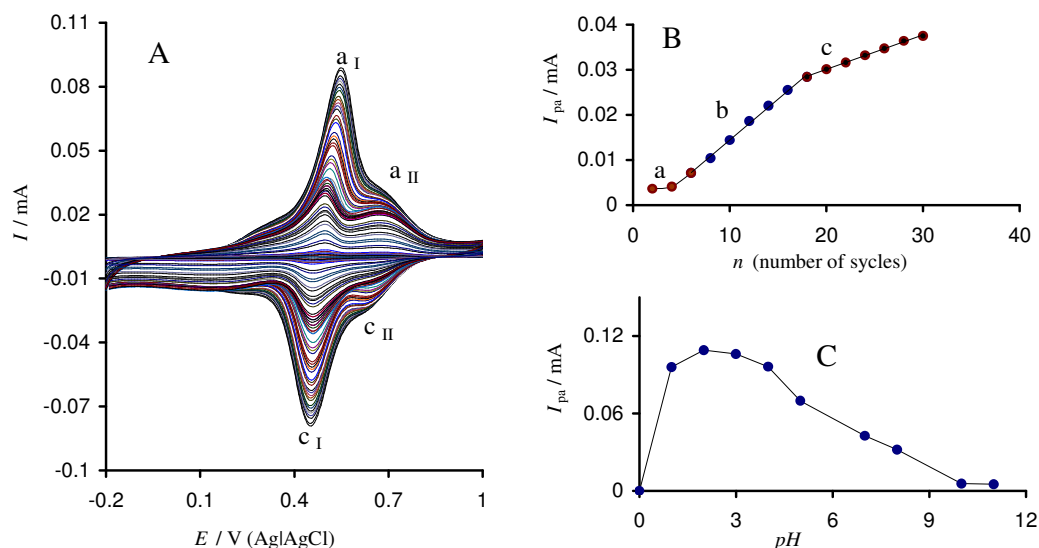 A
0.11
0.08
0.05
0.02
-0.01
-0.04
-0.07
-0.1
I / mA
a I
a II
c I
c II
-0.2
0.1
0.4
0.7
1
E / V (Ag|AgCl)
B
0.04
0.03
0.02
0.01
0
I pa / mA
a
b
c
0
10
20
30
40
n (number of sycles)
C
0.12
0.06
0
I pa / mA
0
3
6
9
12
pH